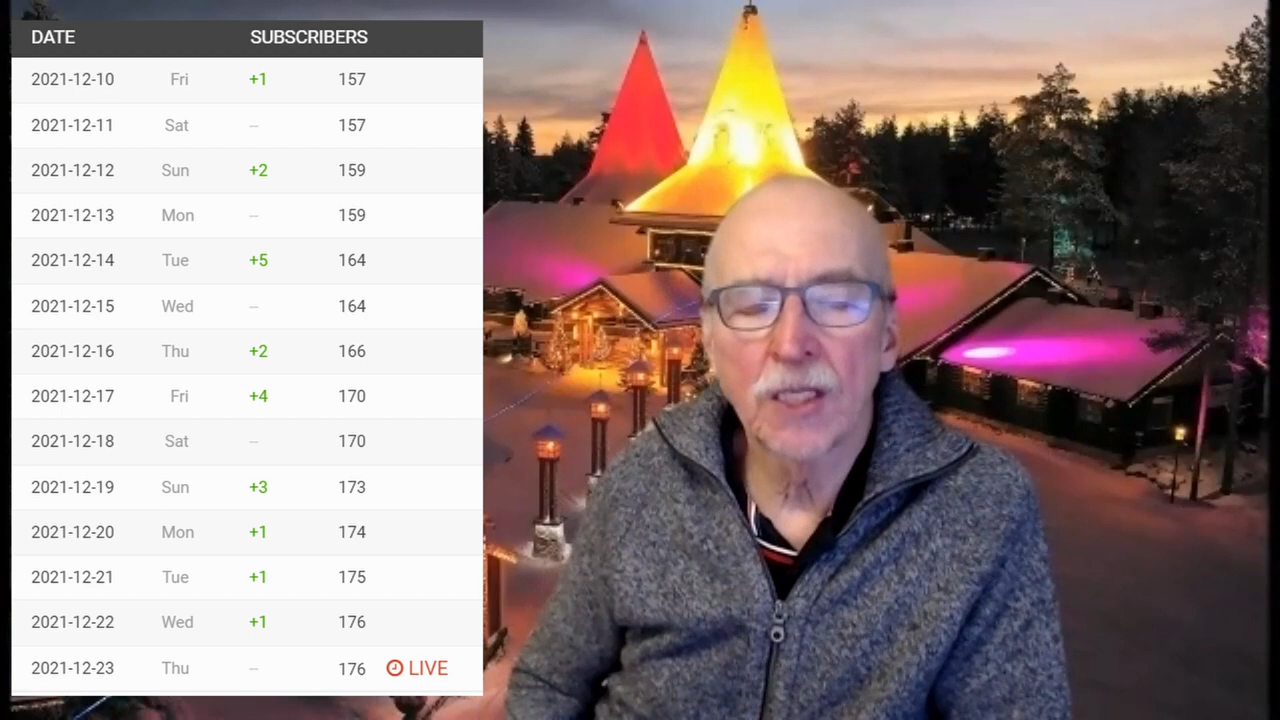 DATE SUBSCRIBERS
2021-12-10 Fri +1 157
2021-12-11 Sat -- 157
2021-12-12 Sun +2 159
2021-12-13 Mon -- 159
2021-12-14 Tue +5 164
2021-12-15 Wed -- 164
2021-12-16 Thu +2 166
2021-12-17 Fri +4 170
2021-12-18 Sat -- 170
2021-12-19 Sun +3 173
2021-12-20 Mon +1 174
2021-12-21 Tue +1 175
2021-12-22 Wed +1 176
2021-12-23 Thu -- 176 LIVE